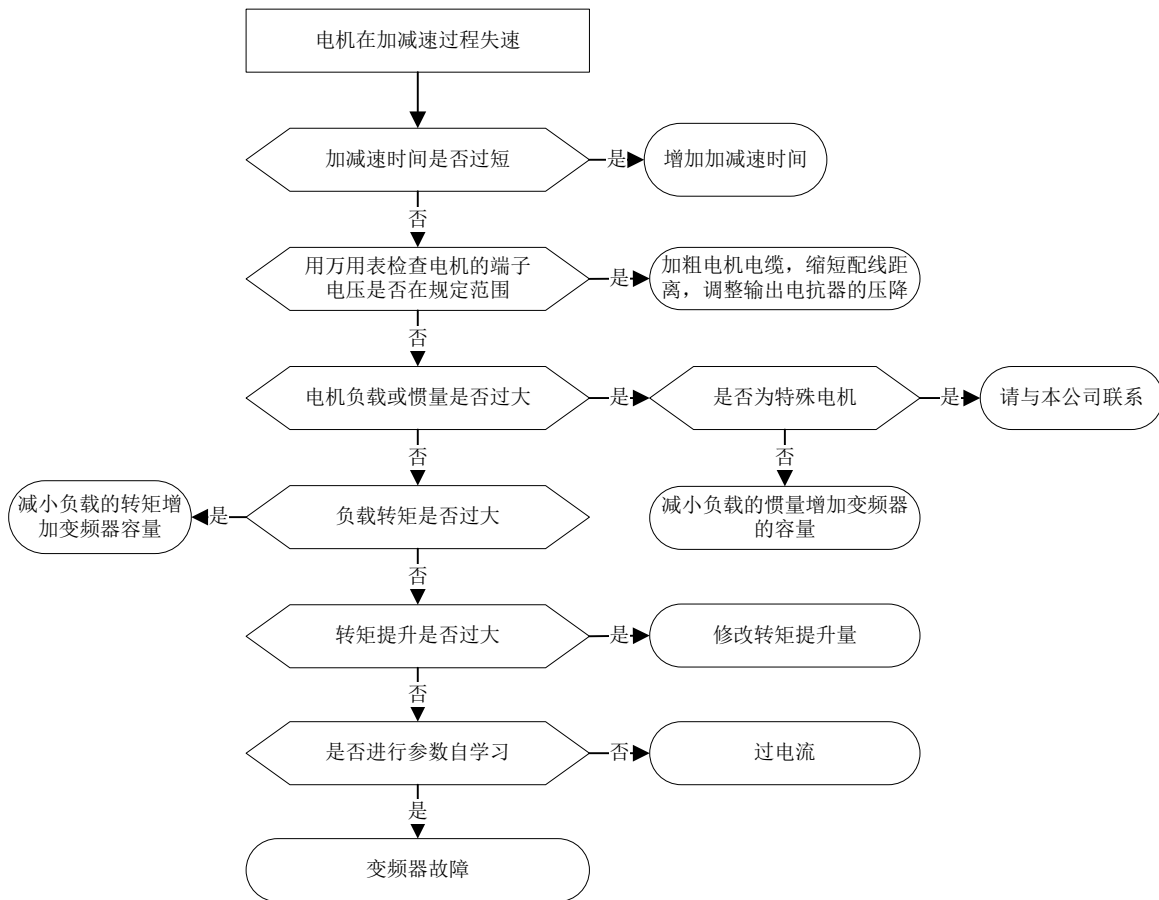 电机在加减速过程失速
加减速时间是否过短
是
增加加减速时间
否
用万用表检查电机的端子
电压是否在规定范围
是
加粗电机电缆，缩短配线距
离，调整输出电抗器的压降
否
电机负载或惯量是否过大
是
是否为特殊电机
是
请与本公司联系
否
否
减小负载的转矩增
加变频器容量
是
负载转矩是否过大
减小负载的惯量增加变频器
的容量
否
转矩提升是否过大
是
修改转矩提升量
否
是否进行参数自学习
否
过电流
是
变频器故障